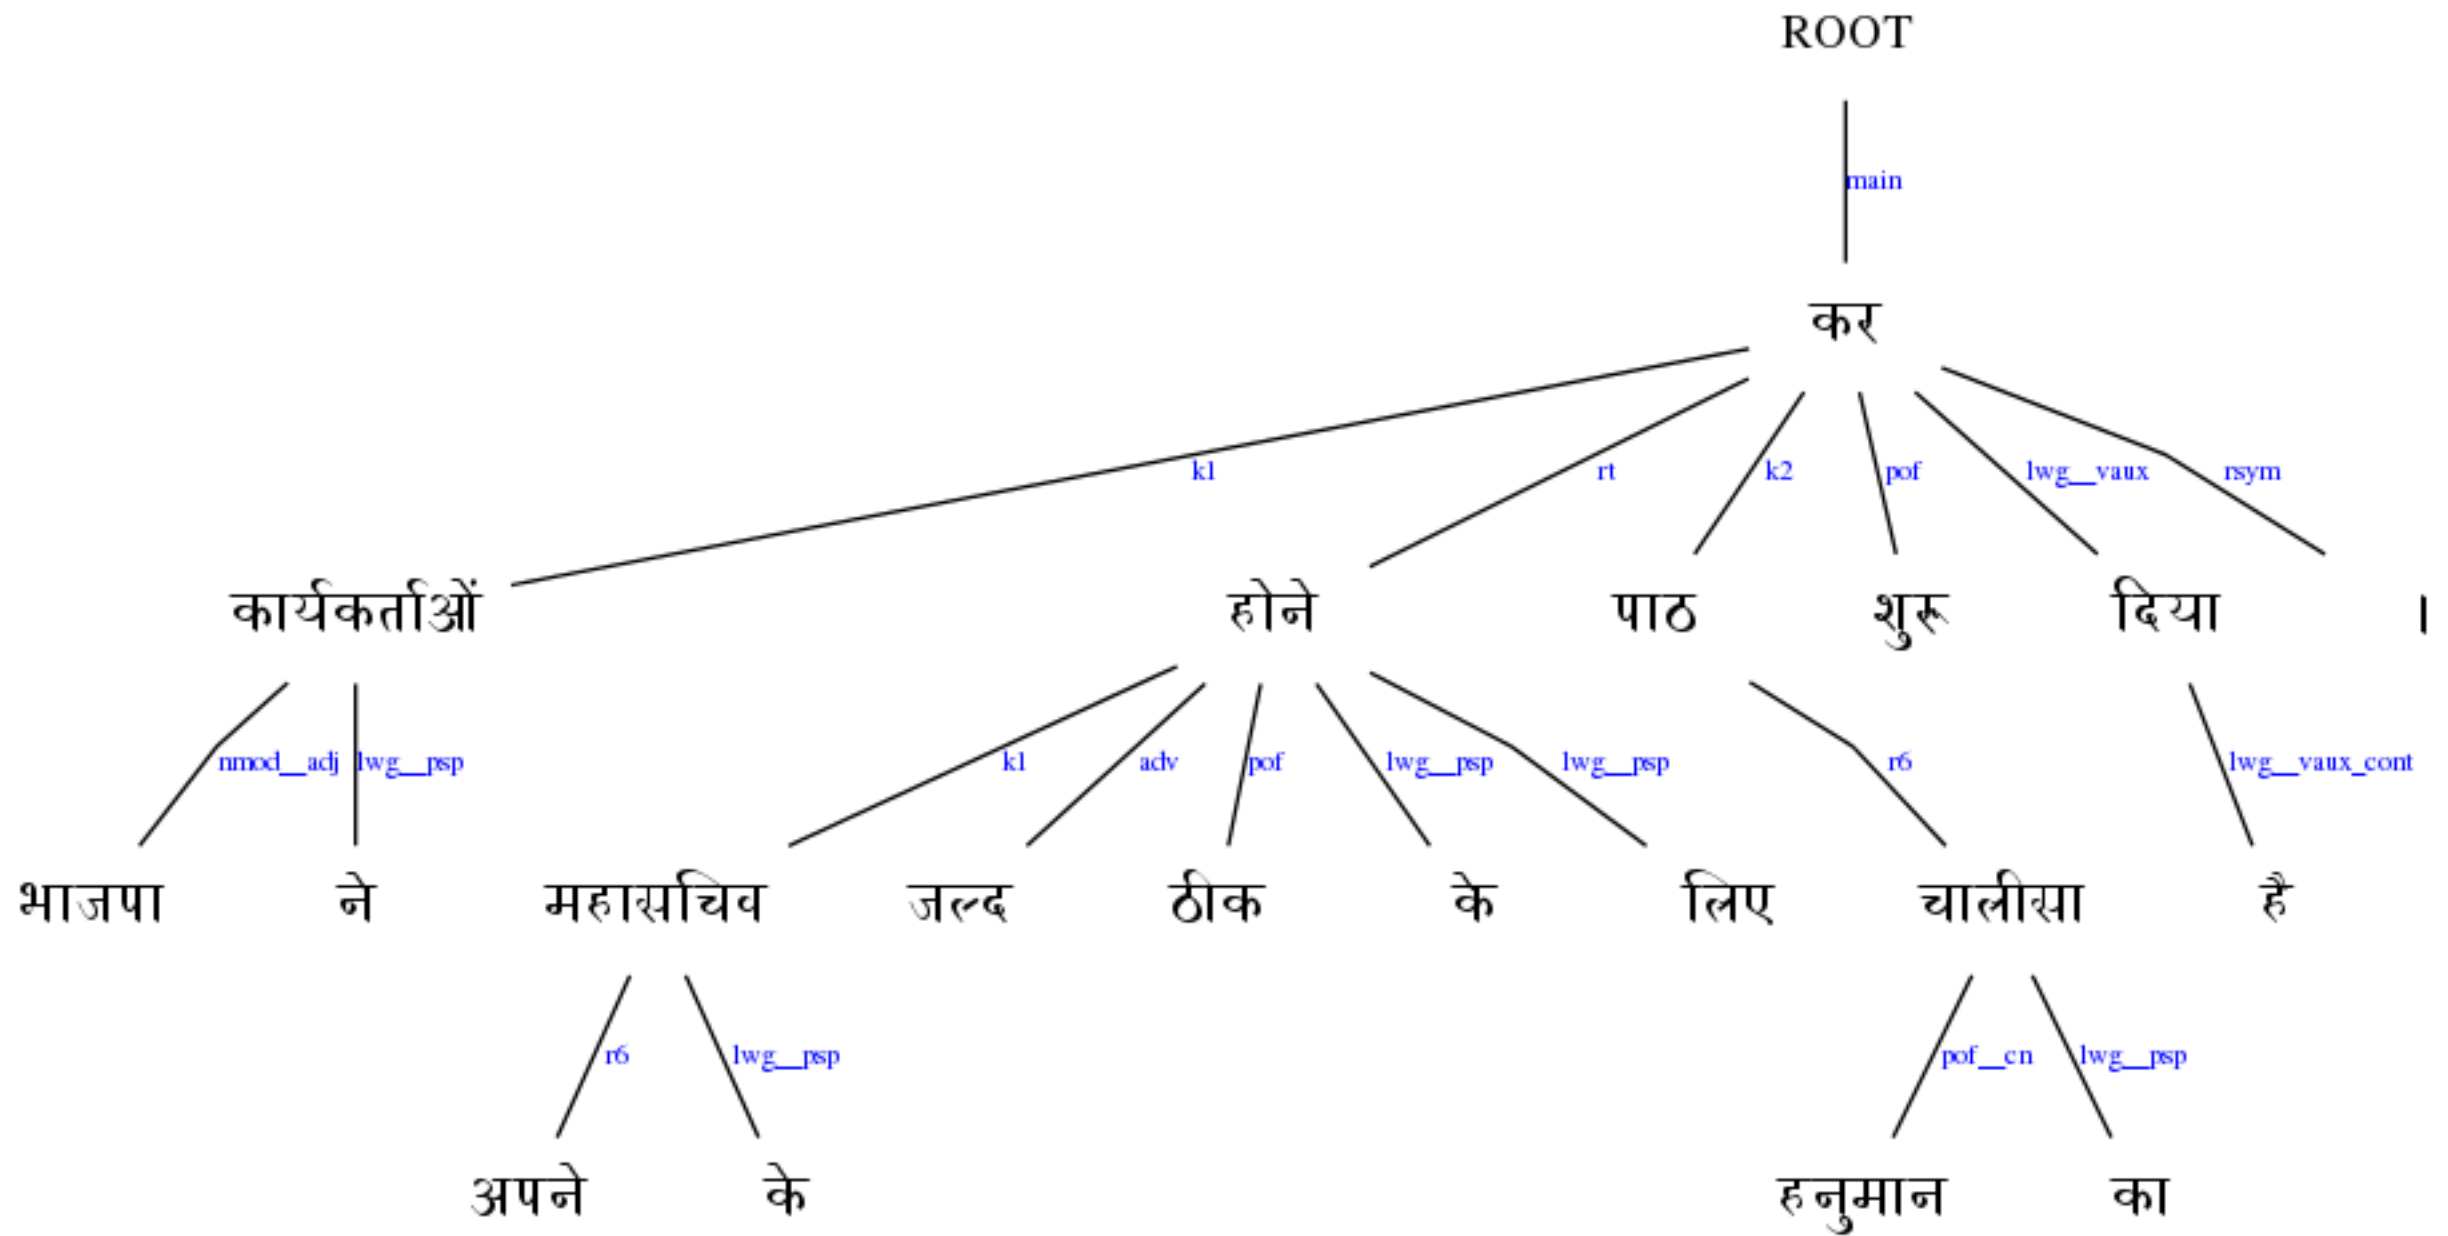 ROOT
main
कर
k1 rt k2 pof lwg__vaux rsym
कार्यकर्ताओं होने पाठ शुरू दिया ।
nmod__adj lwg__psp k1 adv pof lwg__psp lwg__psp r6 lwg__vaux_cont
भाजपा ने महासचिव जल्द ठीक के लिए चालीसा है
r6 lwg__psp pof__cn lwg__psp
अपने के हनुमान का